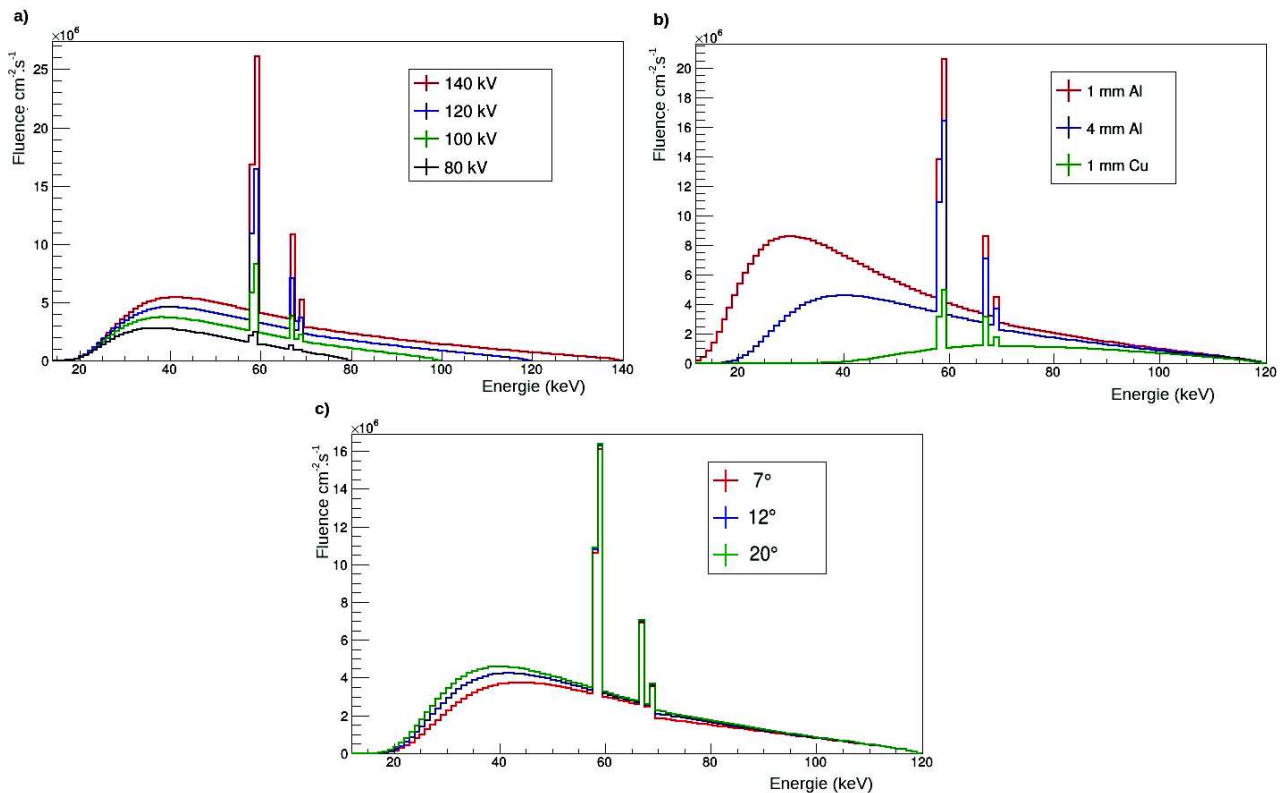 a)
×10⁶
Fluence cm⁻².s⁻¹
25
20
15
10
5
0
140 kV
120 kV
100 kV
80 kV
20 40 60 80 100 120 140
Energie (keV)
b)
×10⁶
Fluence cm⁻².s⁻¹
20
18
16
14
12
10
8
6
4
2
0
1 mm Al
4 mm Al
1 mm Cu
20 40 60 80 100 120
Energie (keV)
c)
×10⁶
Fluence cm⁻².s⁻¹
16
14
12
10
8
6
4
2
0
7°
12°
20°
20 40 60 80 100 120
Energie (keV)